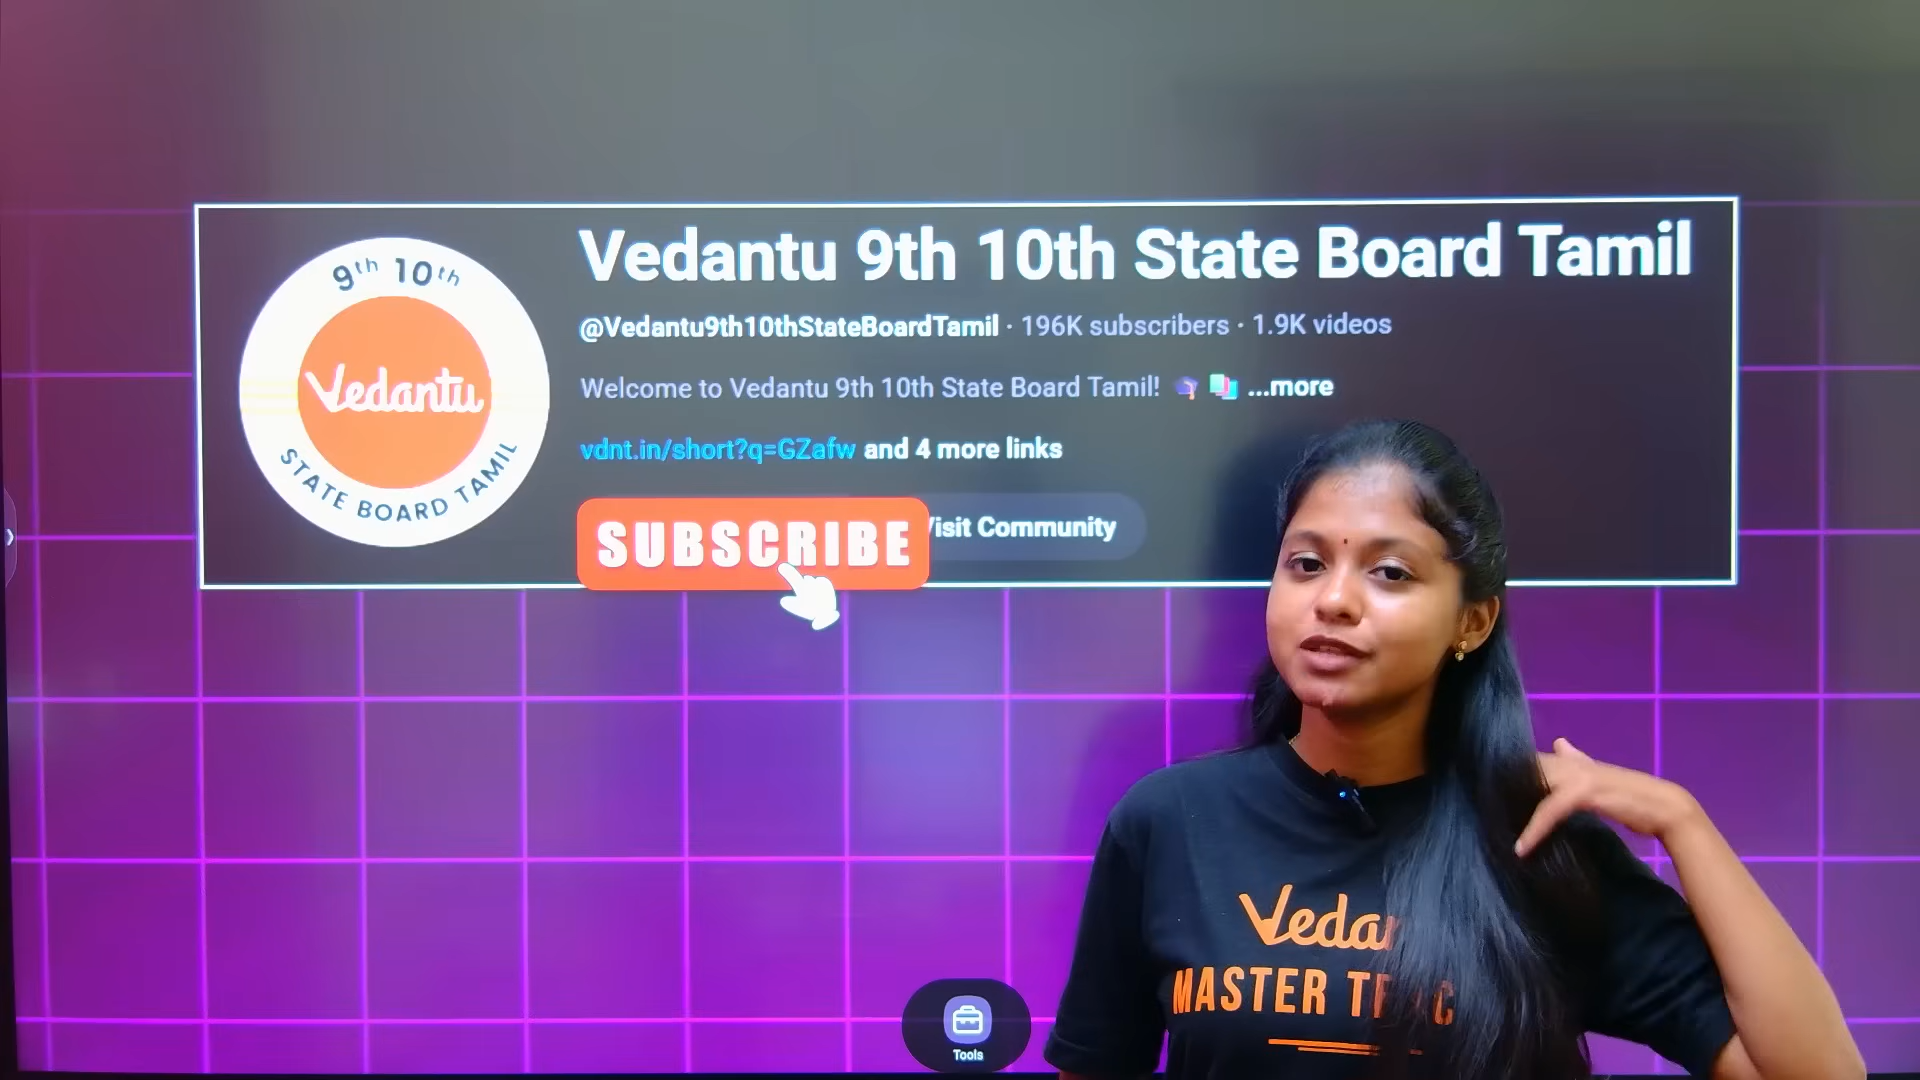 9th 10th
Vedantu
STATE BOARD TAMIL
Vedantu 9th 10th State Board Tamil
@Vedantu9th10thStateBoardTamil · 196K subscribers · 1.9K videos
Welcome to Vedantu 9th 10th State Board Tamil! 🎓 📚 ...more
vdnt.in/short?q=GZafw and 4 more links
SUBSCRIBE
Visit Community
MASTER
Tools